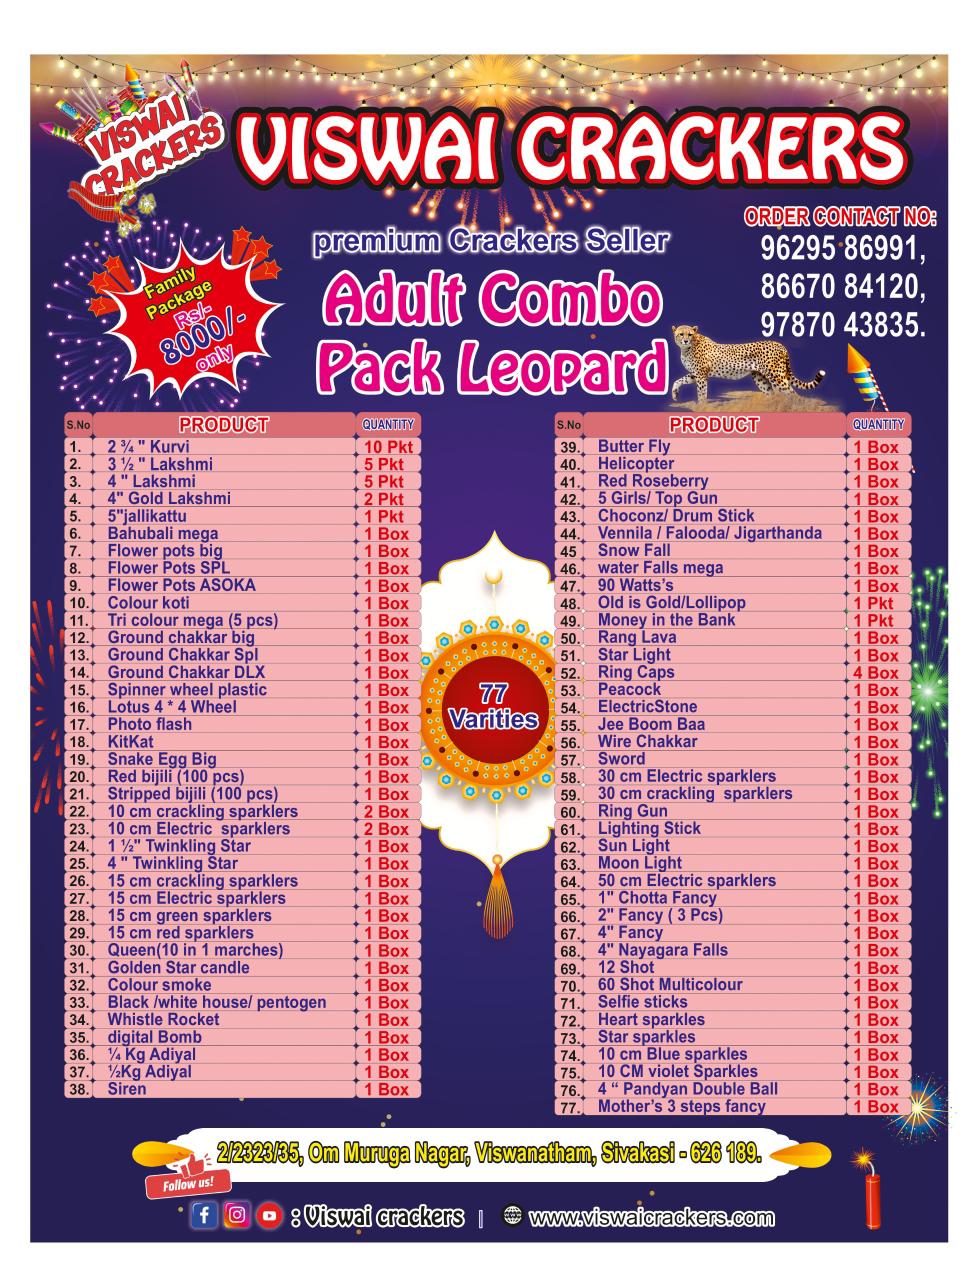 VISWAI
CRACKERS
VISWAI CRACKERS
ORDER CONTACT NO:
96295 86991,
86670 84120,
97870 43835.
premium Crackers Seller
Adult Combo
Pack Leopard
Family
Package
Rs/-
8000/-
only
S.No PRODUCT QUANTITY
1. 2 ¾ " Kurvi 10 Pkt
2. 3 ½ " Lakshmi 5 Pkt
3. 4 " Lakshmi 5 Pkt
4. 4" Gold Lakshmi 2 Pkt
5. 5"jallikattu 1 Pkt
6. Bahubali mega 1 Box
7. Flower pots big 1 Box
8. Flower Pots SPL 1 Box
9. Flower Pots ASOKA 1 Box
10. Colour koti 1 Box
11. Tri colour mega (5 pcs) 1 Box
12. Ground chakkar big 1 Box
13. Ground Chakkar Spl 1 Box
14. Ground Chakkar DLX 1 Box
15. Spinner wheel plastic 1 Box
16. Lotus 4 * 4 Wheel 1 Box
17. Photo flash 1 Box
18. KitKat 1 Box
19. Snake Egg Big 1 Box
20. Red bijili (100 pcs) 1 Box
21. Stripped bijili (100 pcs) 1 Box
22. 10 cm crackling sparklers 2 Box
23. 10 cm Electric sparklers 2 Box
24. 1 ½" Twinkling Star 1 Box
25. 4 " Twinkling Star 1 Box
26. 15 cm crackling sparklers 1 Box
27. 15 cm Electric sparklers 1 Box
28. 15 cm green sparklers 1 Box
29. 15 cm red sparklers 1 Box
30. Queen(10 in 1 marches) 1 Box
31. Golden Star candle 1 Box
32. Colour smoke 1 Box
33. Black /white house/ pentogen 1 Box
34. Whistle Rocket 1 Box
35. digital Bomb 1 Box
36. ¼ Kg Adiyal 1 Box
37. ½Kg Adiyal 1 Box
38. Siren 1 Box
77
Varities
S.No PRODUCT QUANTITY
39. Butter Fly 1 Box
40. Helicopter 1 Box
41. Red Roseberry 1 Box
42. 5 Girls/ Top Gun 1 Box
43. Choconz/ Drum Stick 1 Box
44. Vennila / Falooda/ Jigarthanda 1 Box
45 Snow Fall 1 Box
46. water Falls mega 1 Box
47. 90 Watts's 1 Box
48. Old is Gold/Lollipop 1 Pkt
49. Money in the Bank 1 Pkt
50. Rang Lava 1 Box
51. Star Light 1 Box
52. Ring Caps 4 Box
53. Peacock 1 Box
54. ElectricStone 1 Box
55. Jee Boom Baa 1 Box
56. Wire Chakkar 1 Box
57. Sword 1 Box
58. 30 cm Electric sparklers 1 Box
59. 30 cm crackling sparklers 1 Box
60. Ring Gun 1 Box
61. Lighting Stick 1 Box
62. Sun Light 1 Box
63. Moon Light 1 Box
64. 50 cm Electric sparklers 1 Box
65. 1" Chotta Fancy 1 Box
66. 2" Fancy ( 3 Pcs) 1 Box
67. 4" Fancy 1 Box
68. 4" Nayagara Falls 1 Box
69. 12 Shot 1 Box
70. 60 Shot Multicolour 1 Box
71. Selfie sticks 1 Box
72. Heart sparkles 1 Box
73. Star sparkles 1 Box
74. 10 cm Blue sparkles 1 Box
75. 10 CM violet Sparkles 1 Box
76. 4 “ Pandyan Double Ball 1 Box
77. Mother's 3 steps fancy 1 Box
2/2323/35, Om Muruga Nagar, Viswanatham, Sivakasi - 626 189.
Follow us!
: Viswai crackers | www.viswaicrackers.com